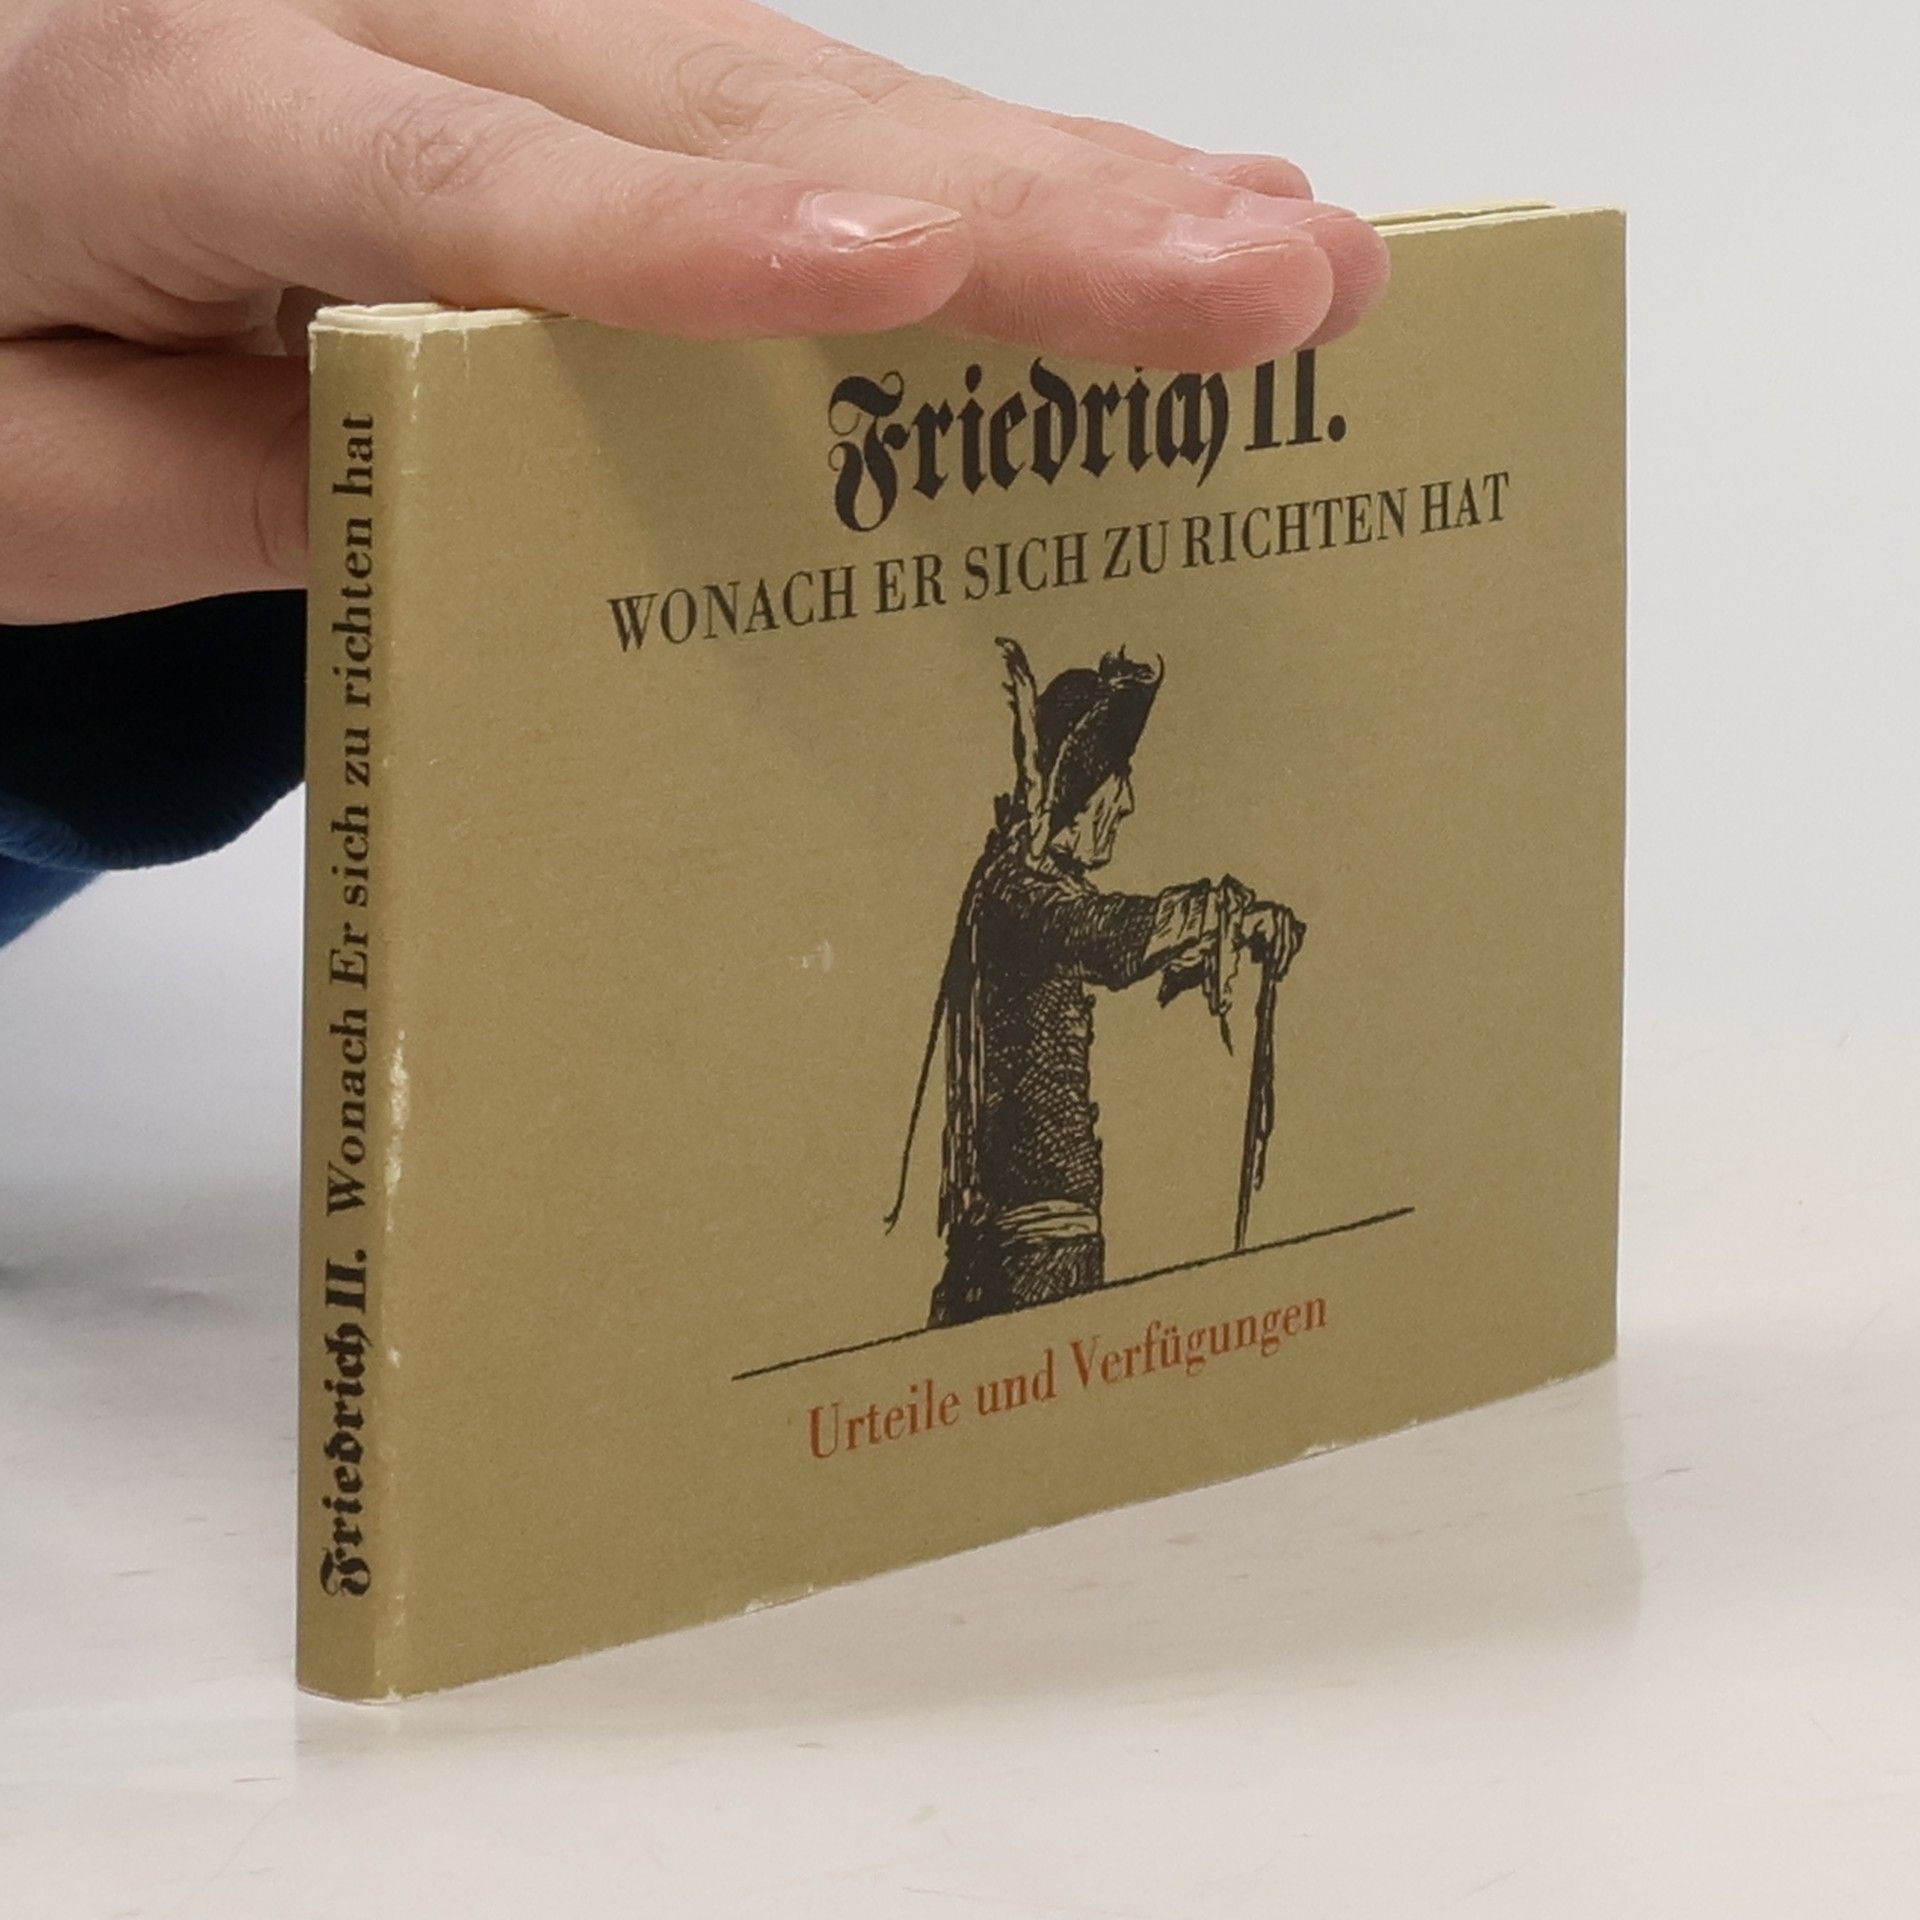 Friedrich II. Wonach Er sich zu richten hat
Friedrich II.
WONACH ER SICH ZU RICHTEN HAT
Urteile und Verfügungen